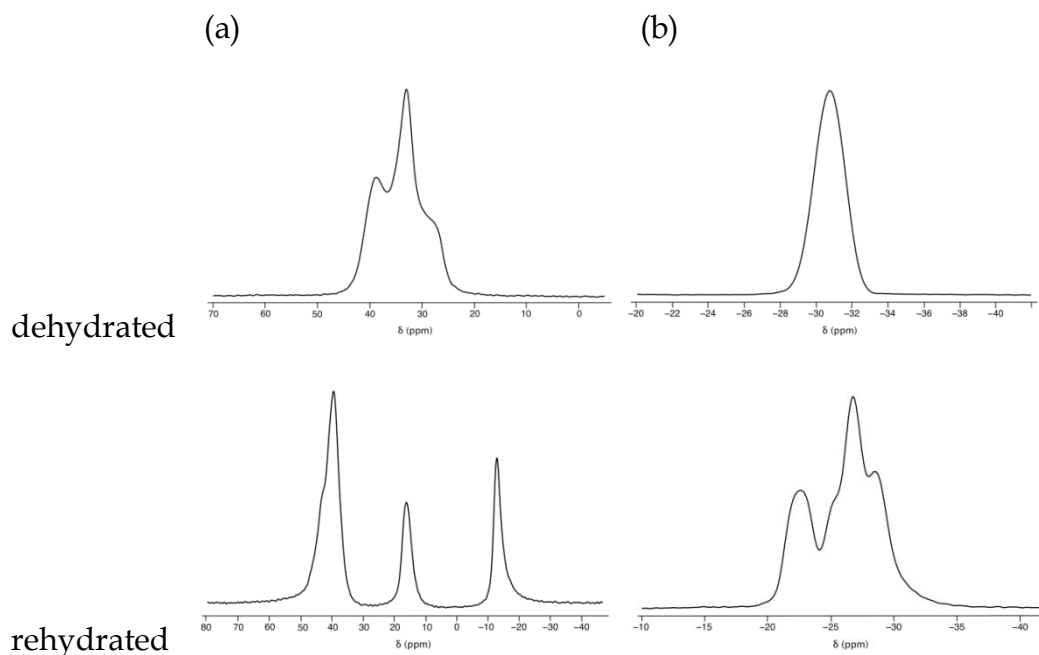 (a) (b)
70 60 50 40 30 20 10 0
δ (ppm)
−20 −22 −24 −26 −28 −30 −32 −34 −36 −38 −40
δ (ppm)
dehydrated
80 70 60 50 40 30 20 10 0 −10 −20 −30 −40
δ (ppm)
−10 −15 −20 −25 −30 −35 −40
δ (ppm)
rehydrated